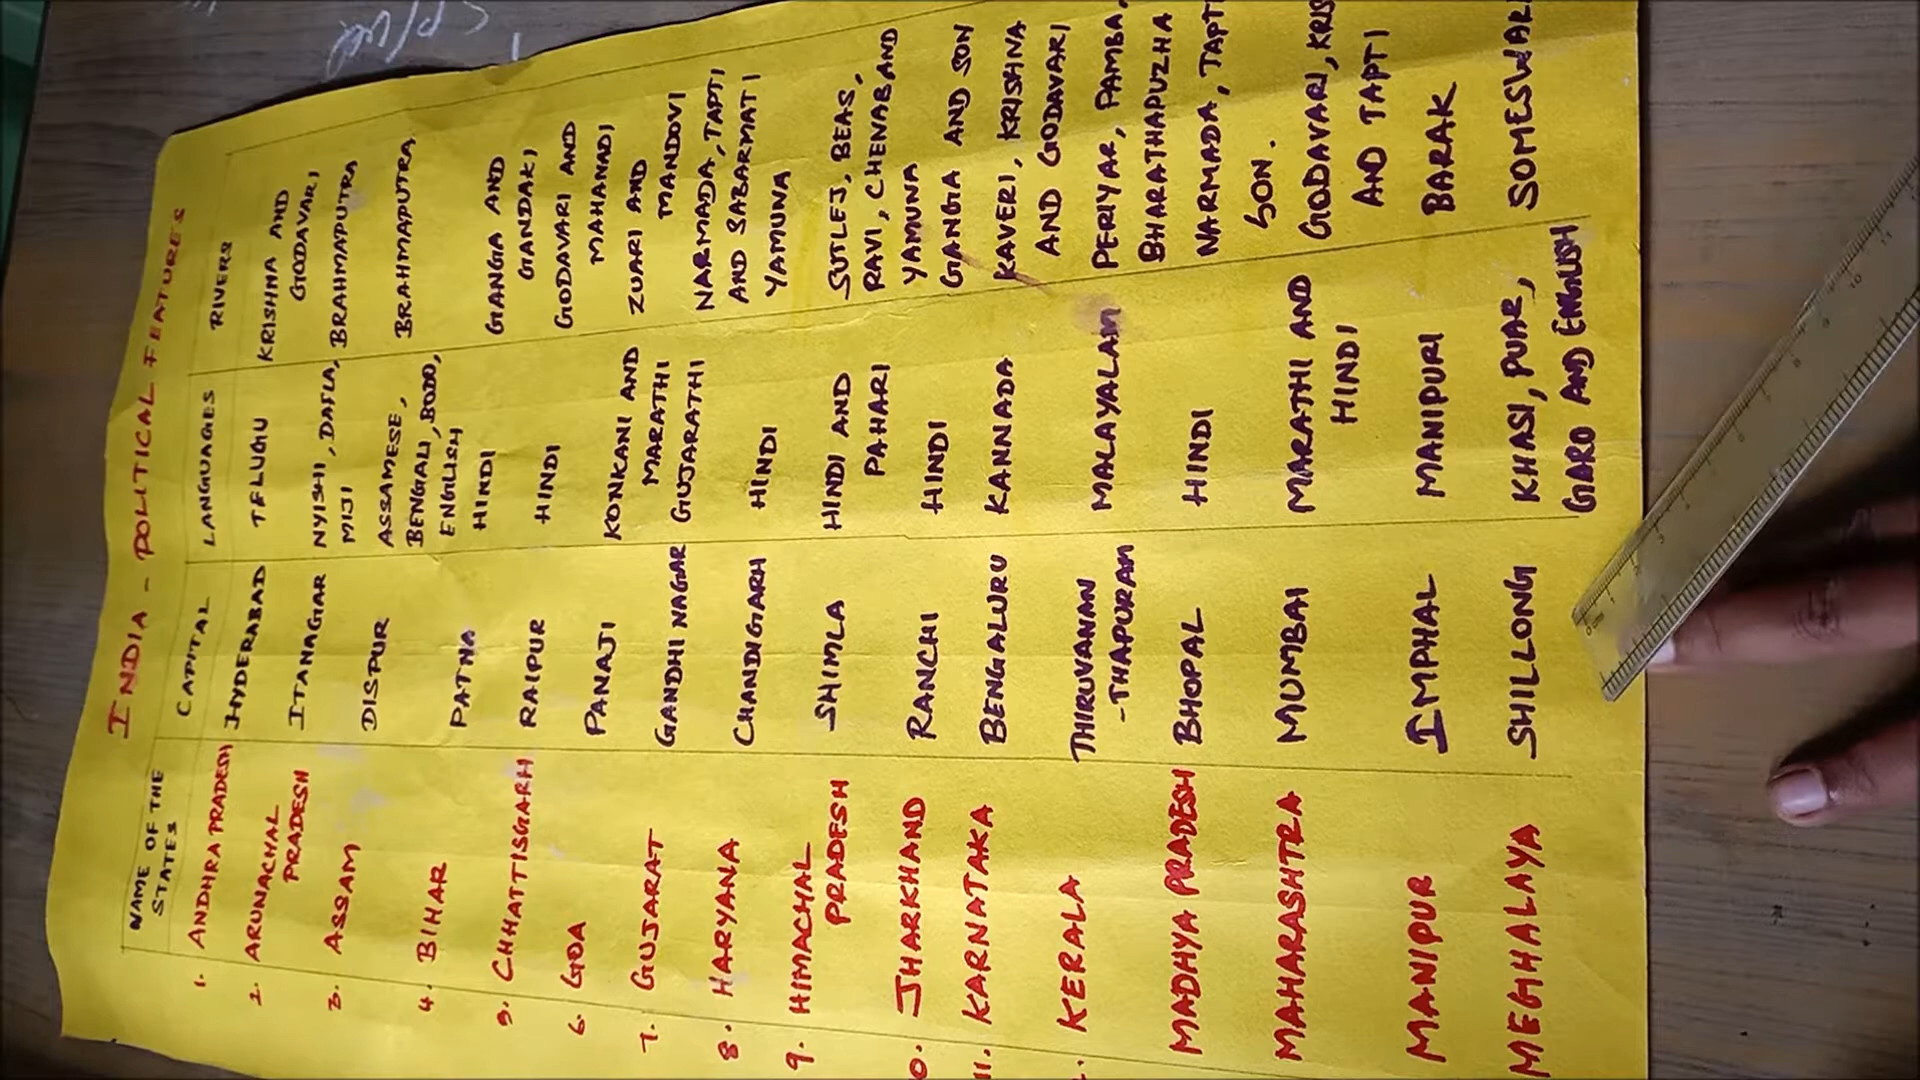 INDIA - POLITICAL FEATURES
NAME OF THE STATES CAPITAL LANGUAGES RIVERS
1. ANDHRA PRADESH HYDERABAD TELUGU KRISHNA AND GODAVARI
2. ARUNACHAL PRADESH ITANAGAR NYISHI, DAFLA, MIJI BRAHMAPUTRA
3. ASSAM DISPUR ASSAMESE, BENGALI, BODO, ENGLISH BRAHMAPUTRA
4. BIHAR PATNA HINDI GANGA AND GANDAKI
5. CHHATTISGARH RAIPUR HINDI GODAVARI AND MAHANADI
6. GOA PANAJI KONKANI AND MARATHI ZUARI AND MANDOVI
7. GUJARAT GANDHI NAGAR GUJARATHI NARMADA, TAPTI AND SABARMATI
8. HARYANA CHANDIGARH HINDI YAMUNA
9. HIMACHAL PRADESH SHIMLA HINDI AND PAHARI SUTLEJ, BEAS, RAVI, CHENAB AND YAMUNA
0. JHARKHAND RANCHI HINDI GANGA AND SON
11. KARNATAKA BENGALURU KANNADA KAVERI, KRISHNA AND GODAVARI
. KERALA THIRUVANAN -THAPURAM MALAYALAM PERIYAR, PAMBA, BHARATHAPUZHA
MADHYA PRADESH BHOPAL HINDI NARMADA, TAPTI SON.
MAHARASHTRA MUMBAI MARATHI AND HINDI GODAVARI, KRIS AND TAPTI
MANIPUR IMPHAL MANIPURI BARAK
MEGHALAYA SHILLONG KHASI, PUAR, GARO AND ENGLISH SOMESWARI